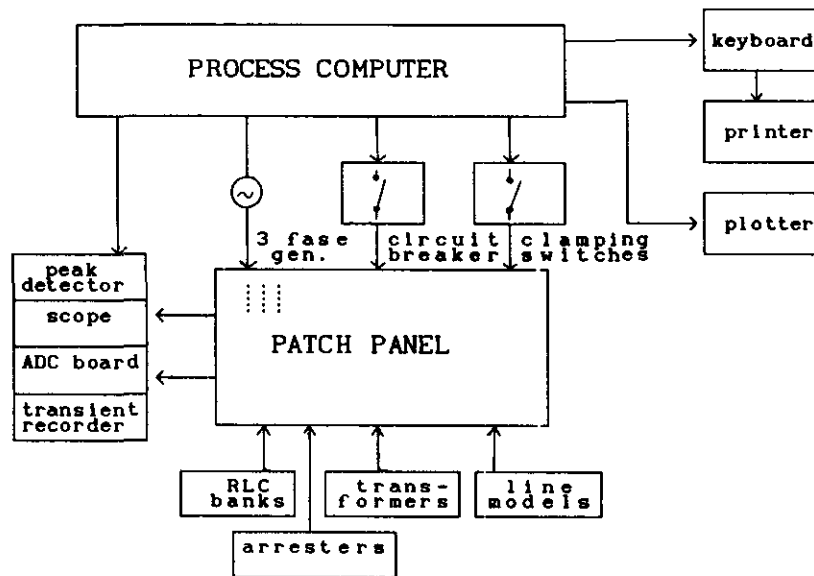 keyboard
PROCESS COMPUTER
printer
plotter
3 fase
gen.
circuit
breaker
clamping
switches
peak
detector
scope
ADC board
transient
recorder
PATCH PANEL
RLC
banks
trans-
formers
line
models
arresters